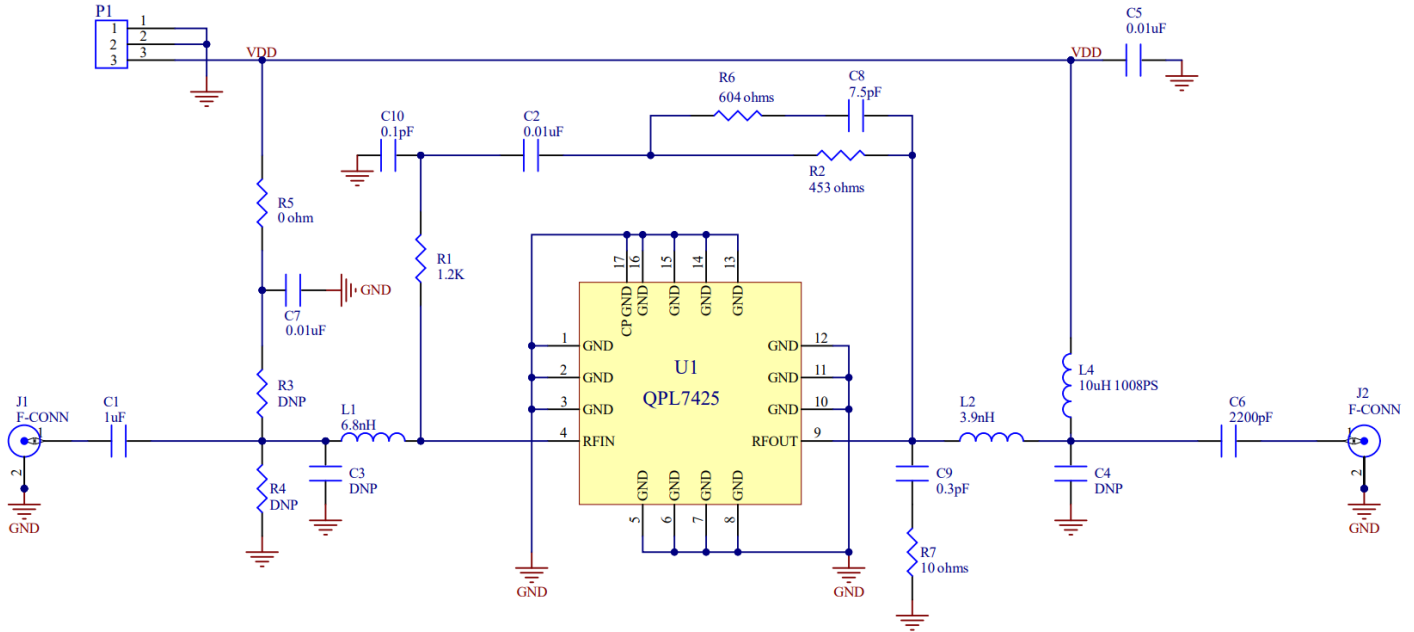 P1
1
1
2
2
3
3
VDD
VDD
C5
0.01uF
R6
604 ohms
C8
7.5pF
C10
0.1pF
C2
0.01uF
R2
453 ohms
R5
0 ohm
R1
1.2K
C7
0.01uF
GND
17
16
15
14
13
CP GND
GND
GND
GND
GND
1
GND
2
GND
3
GND
4
RFIN
U1
QPL7425
GND
12
GND
11
GND
10
RFOUT
9
GND
GND
GND
GND
5
6
7
8
GND
GND
R3
DNP
J1
F-CONN
1
2
GND
C1
1uF
L1
6.8nH
R4
DNP
C3
DNP
L4
10uH 1008PS
L2
3.9nH
C9
0.3pF
C4
DNP
R7
10 ohms
C6
2200pF
J2
F-CONN
1
2
GND